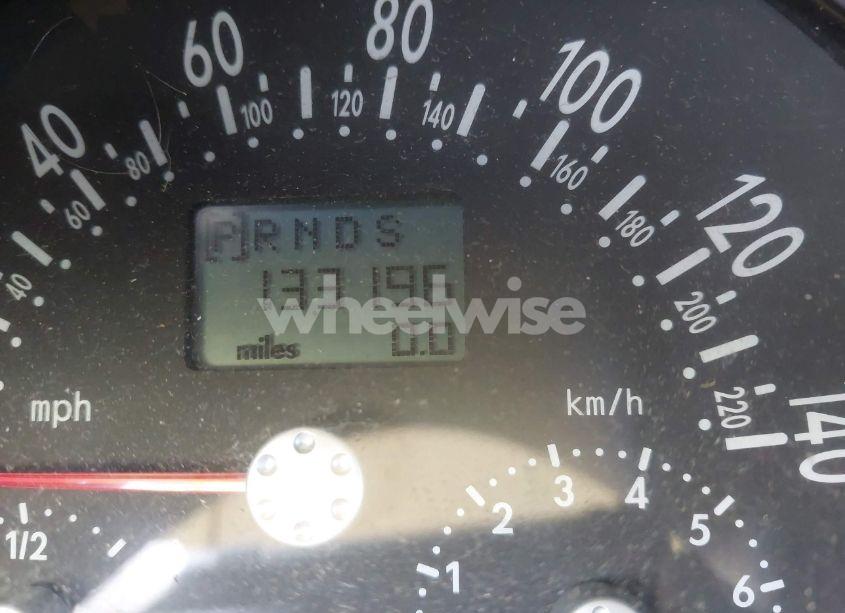 60 80
40 100 120 140 100
80 160
60 120
[P] R N D S 180
40 133196
wheelwise 200
miles 0.0
mph km/h 220 140
3 4
1/2 2 5
1 6